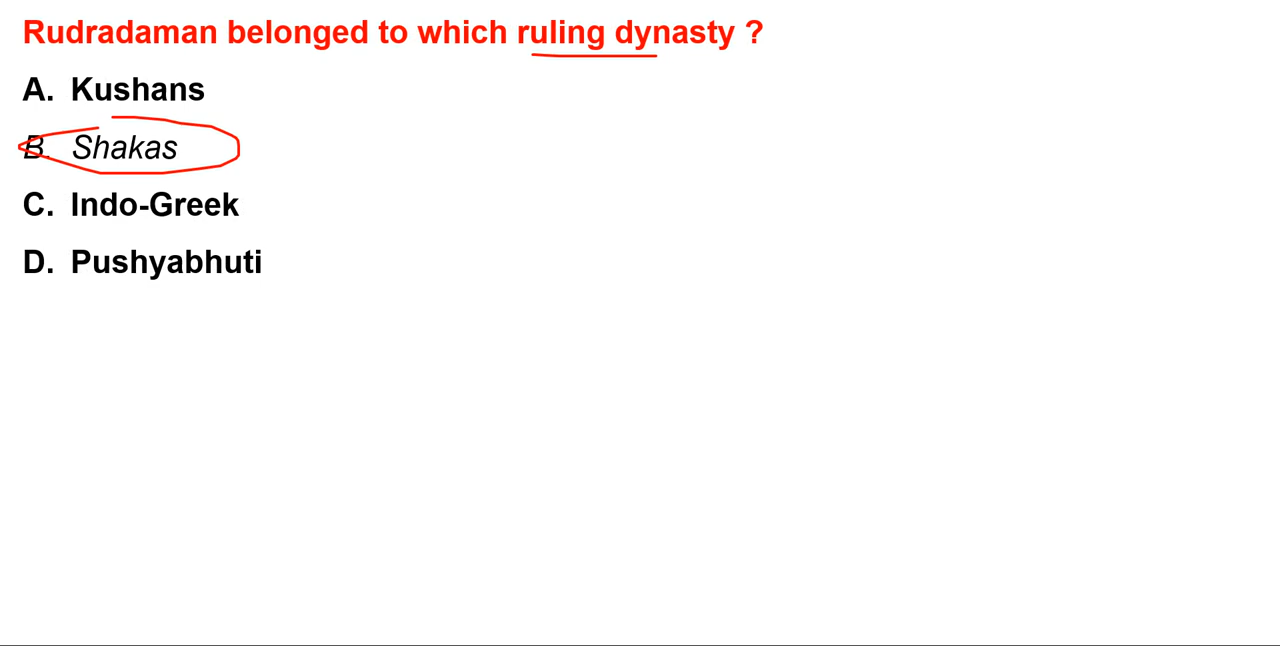 Rudradaman belonged to which ruling dynasty ?
A. Kushans
B. Shakas
C. Indo-Greek
D. Pushyabhuti